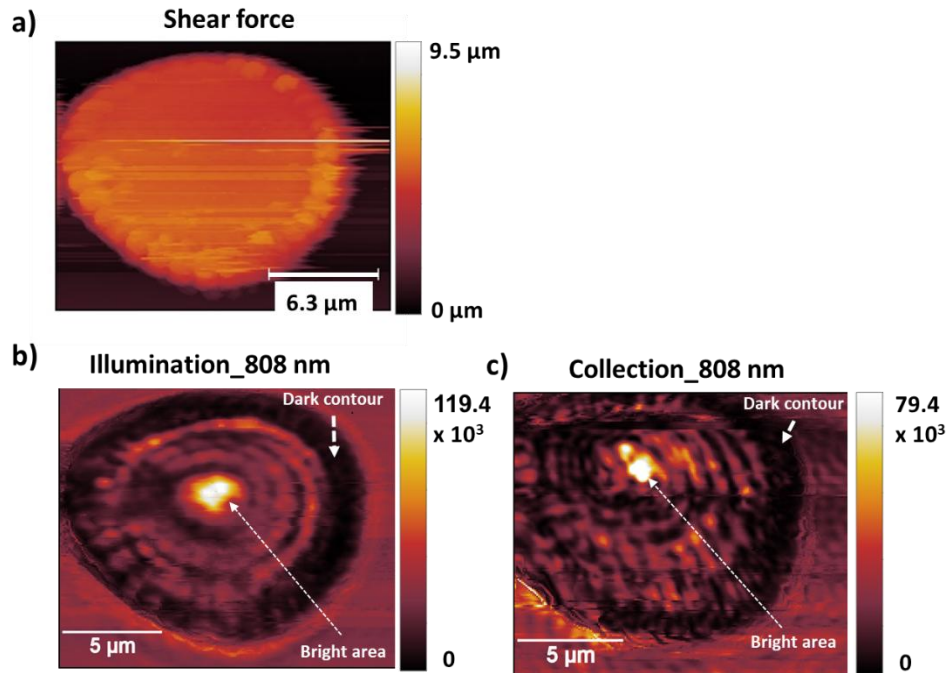 a)
Shear force
9.5 µm
6.3 µm
0 µm
b)
Illumination_808 nm
Dark contour
119.4
x 10³
5 µm
Bright area
0
c)
Collection_808 nm
Dark contour
79.4
x 10³
5 µm
Bright area
0